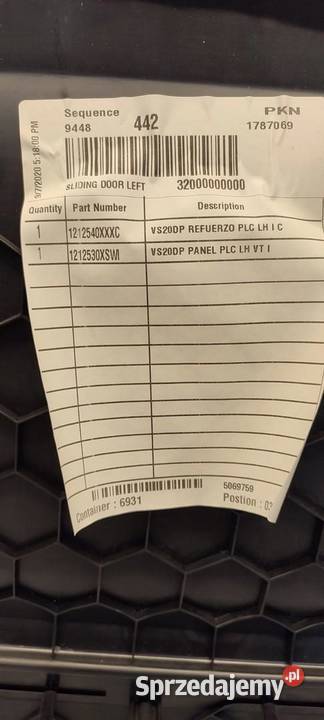 Sequence
9448
442
PKN
1787069
9/7/2020 5:18:00 PM
SLIDING DOOR LEFT
32000000000
Quantity Part Number Description
1 1212540XXXC VS20DP REFUERZO PLC LH I C
1 1212530XSWI VS20DP PANEL PLC LH VT I
Container : 6931
5069759
Postion : 02
Sprzedajemy.pl